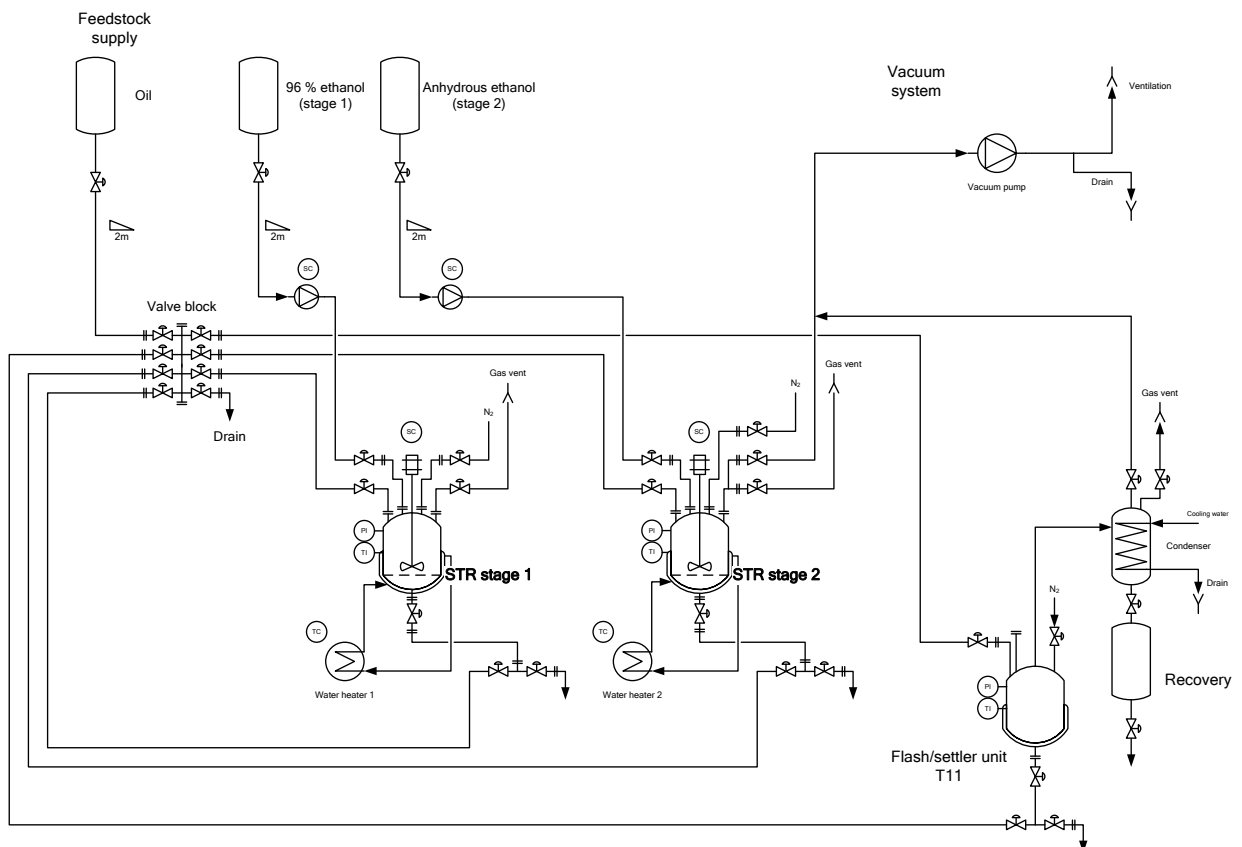 Feedstock
supply
Oil
96 % ethanol
(stage 1)
Anhydrous ethanol
(stage 2)
Vacuum
system
Ventilation
Vacuum pump
Drain
2m
2m
2m
SC
SC
Valve block
Drain
Gas vent
N2
SC
PI
TI
STR stage 1
TC
Water heater 1
N2
Gas vent
SC
PI
TI
STR stage 2
TC
Water heater 2
Gas vent
Cooling water
Condenser
Drain
N2
PI
TI
Recovery
Flash/settler unit
T11